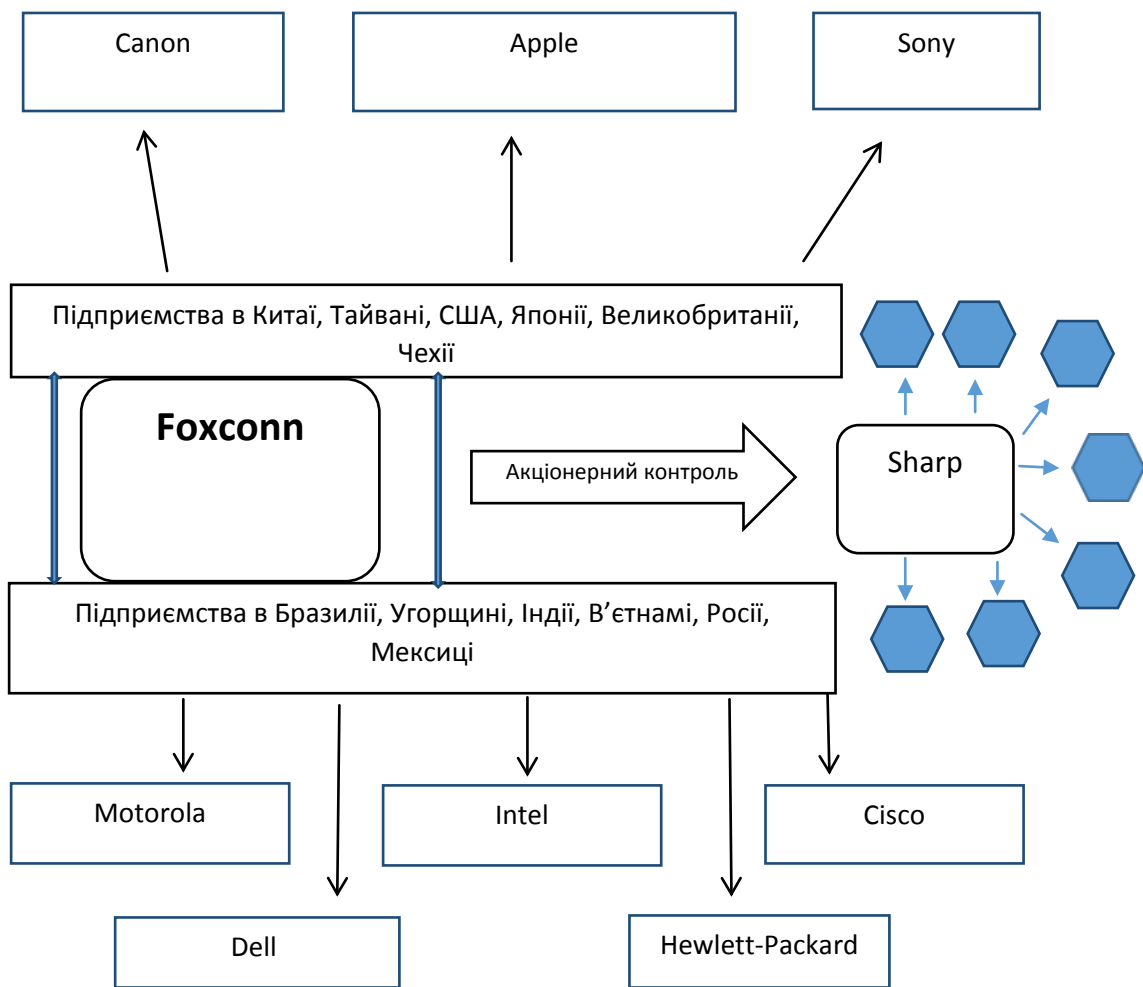 Canon
Apple
Sony
Підприємства в Китаї, Тайвані, США, Японії, Великобританії,
Чехії
Foxconn
Акціонерний контроль
Sharp
Підприємства в Бразилії, Угорщині, Індії, В’єтнамі, Росії,
Мексиці
Motorola
Intel
Cisco
Dell
Hewlett-Packard